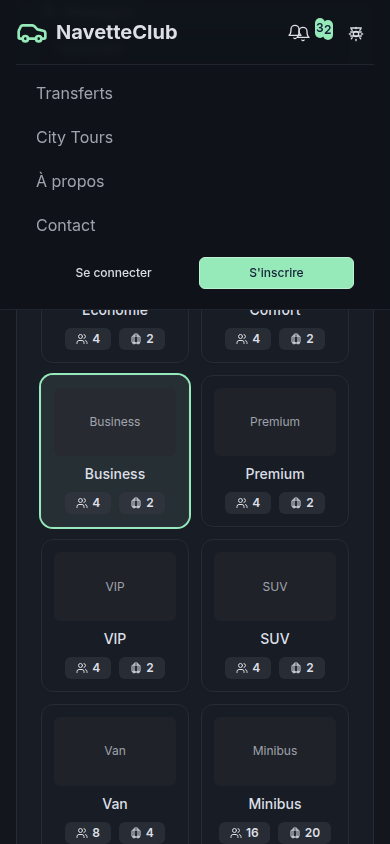 NavetteClub
32
Transferts
City Tours
À propos
Contact
Se connecter S'inscrire
Économie Confort
4 2 4 2
Business Premium
Business Premium
4 2 4 2
VIP SUV
VIP SUV
4 2 4 2
Van Minibus
Van Minibus
8 4 16 20